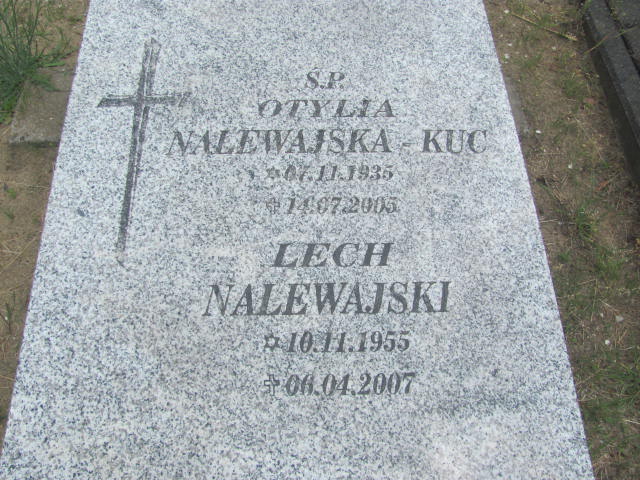 Ś.P.
OTYLIA
NALEWAJSKA - KUC
¤ 07.11.1935
✝ 14.07.2005
LECH
NALEWAJSKI
¤ 10.11.1955
✝ 06.04.2007